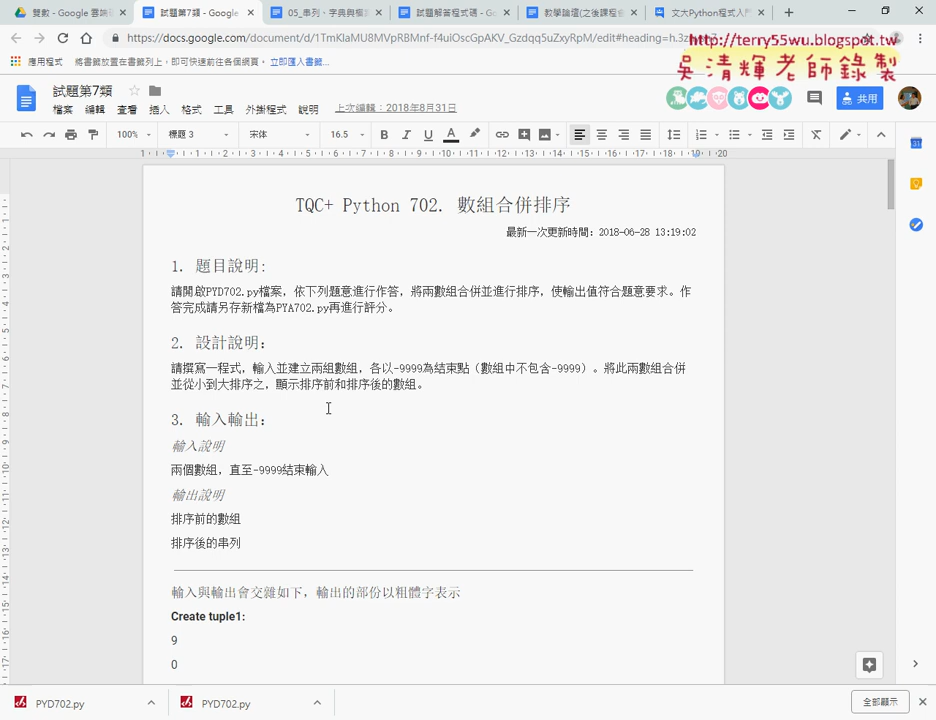 雙數 - Google 雲端硬
試題第7類 - Google
05_串列、字典與檔
試題解答程式碼 - Go
教學論壇(之後課程會
文大Python程式入門
https://docs.google.com/document/d/1TmKlaMU8MVpRBMnf-f4uiOscGpAKV_Gzdqq5uZxyRpM/edit#heading=h.3z
http://terry55wu.blogspot.tw
吳清輝老師錄製
應用程式 將書籤放置在書籤列上，即可快速前往各個網頁。 立即匯入書籤...
試題第7類
檔案 編輯 查看 插入 格式 工具 外掛程式 說明 上次編輯：2018年8月31日
共用
100% 標題 3 宋体 16.5 B I U A
TQC+ Python 702. 數組合併排序
最新一次更新時間：2018-06-28 13:19:02
1. 題目說明:
請開啟PYD702.py檔案，依下列題意進行作答，將兩數組合併並進行排序，使輸出值符合題意要求。作
答完成請另存新檔為PYA702.py再進行評分。
2. 設計說明：
請撰寫一程式，輸入並建立兩組數組，各以-9999為結束點（數組中不包含-9999）。將此兩數組合併
並從小到大排序之，顯示排序前和排序後的數組。
3. 輸入輸出：
輸入說明
兩個數組，直至-9999結束輸入
輸出說明
排序前的數組
排序後的串列
輸入與輸出會交雜如下，輸出的部份以粗體字表示
Create tuple1:
9
0
PYD702.py
PYD702.py
全部顯示